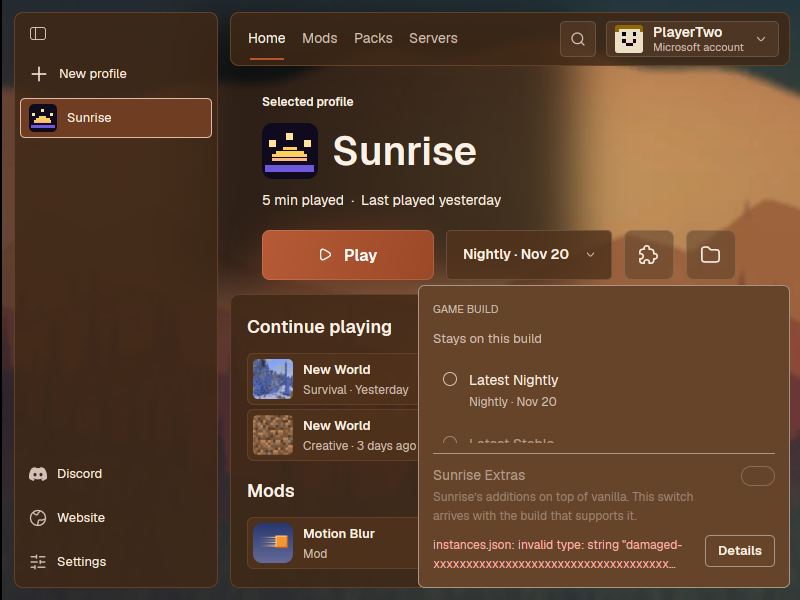 New profile
Sunrise
Discord
Website
Settings
Home Mods Packs Servers
PlayerTwo
Microsoft account
Selected profile
Sunrise
5 min played · Last played yesterday
Play
Nightly · Nov 20
Continue playing
New World
Survival · Yesterday
New World
Creative · 3 days ago
Mods
Motion Blur
Mod
GAME BUILD
Stays on this build
Latest Nightly
Nightly · Nov 20
Latest Stable
Sunrise Extras
Sunrise's additions on top of vanilla. This switch
arrives with the build that supports it.
instances.json: invalid type: string "damaged-
xxxxxxxxxxxxxxxxxxxxxxxxxxxxxxxxxxxxxx…
Details